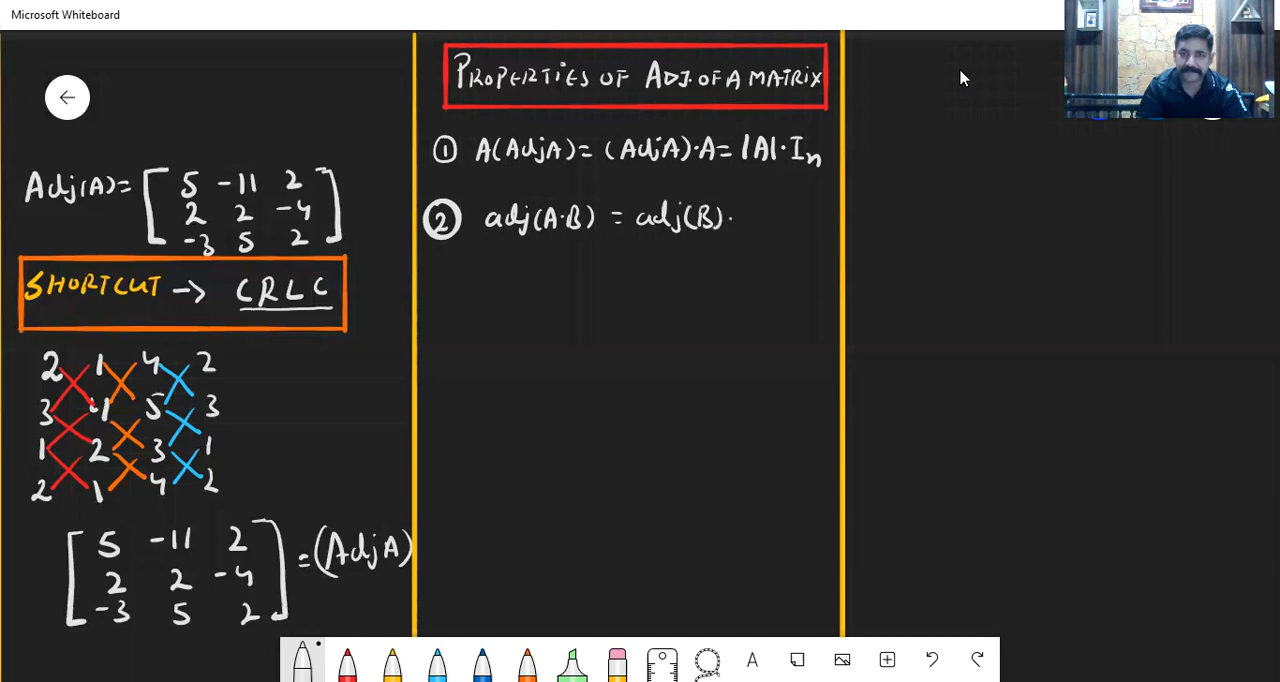 Microsoft Whiteboard
Adj(A)= [ 5 -11 2
2 2 -4
-3 5 2 ]
SHORTCUT -> CRLC
2 1 4 2
3 4 5 3
1 2 3 1
2 1 4 2
[ 5 -11 2
2 2 -4
-3 5 2 ] = (AdjA)
PROPERTIES OF ADJ. OF A MATRIX
① A(AdjA) = (AdjA)·A = |A|·In
② adj(A·B) = adj(B)·
A